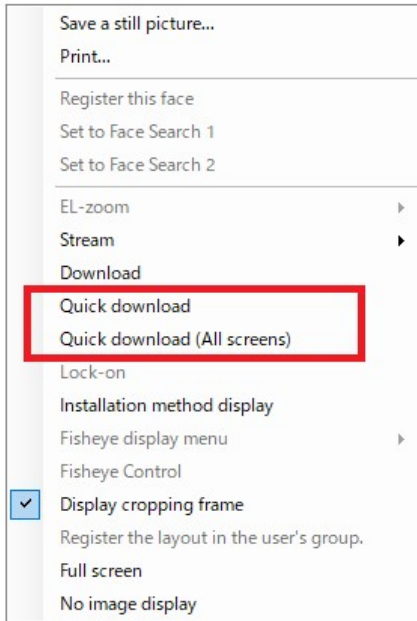 Save a still picture...
Print...
Register this face
Set to Face Search 1
Set to Face Search 2
EL-zoom
Stream
Download
Quick download
Quick download (All screens)
Lock-on
Installation method display
Fisheye display menu
Fisheye Control
Display cropping frame
Register the layout in the user's group.
Full screen
No image display